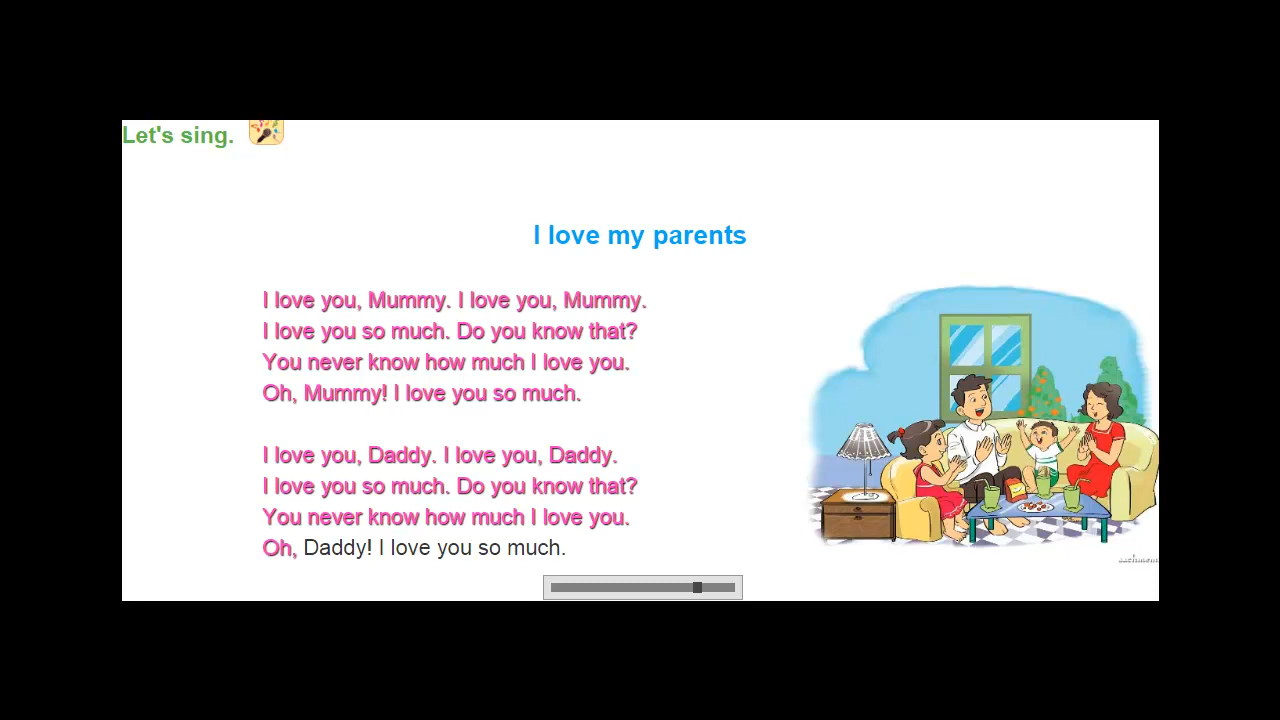 Let's sing.
I love my parents
I love you, Mummy. I love you, Mummy.
I love you so much. Do you know that?
You never know how much I love you.
Oh, Mummy! I love you so much.
I love you, Daddy. I love you, Daddy.
I love you so much. Do you know that?
You never know how much I love you.
Oh, Daddy! I love you so much.